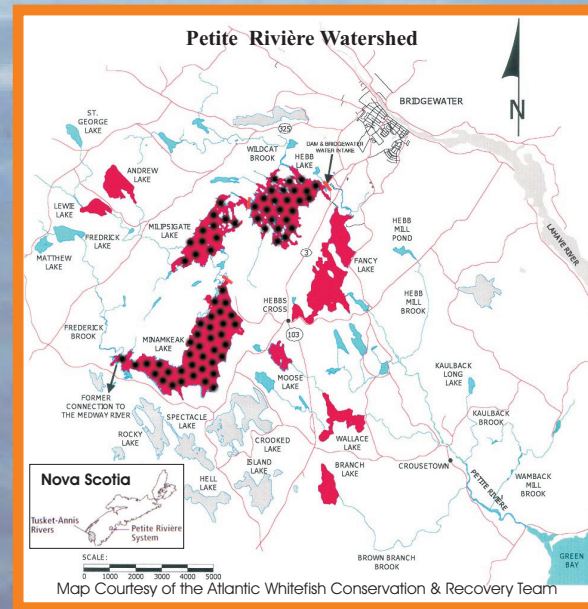 Petite Rivière Watershed
BRIDGEWATER
N
ST.
GEORGE
LAKE
325
WILDCAT
BROOK
HEBB
LAKE
DAM & BRIDGEWATER
WATER INTAKE
ANDREW
LAKE
LEWIE
LAKE
MILIPSIGATE
LAKE
FREDRICK
LAKE
MATTHEW
LAKE
HEBB
MILL
POND
LAHAVE RIVER
3
FANCY
LAKE
HEBB
MILL
BROOK
HEBBS
CROSS
103
FREDERICK
BROOK
MINAMKEAK
LAKE
MOOSE
LAKE
KAULBACK
LONG
LAKE
FORMER
CONNECTION TO
THE MEDWAY RIVER
SPECTACLE
LAKE
ROCKY
LAKE
CROOKED
LAKE
WALLACE
LAKE
KAULBACK
BROOK
ISLAND
LAKE
HELL
LAKE
BRANCH
LAKE
CROUSETOWN
PETITE RIVIÈRE
WAMBACK
MILL
BROOK
Nova Scotia
Tusket-Annis
Rivers
Petite Rivière
System
BROWN BRANCH
BROOK
GREEN
BAY
SCALE:
0 1000 2000 3000 4000 5000
Map Courtesy of the Atlantic Whitefish Conservation & Recovery Team